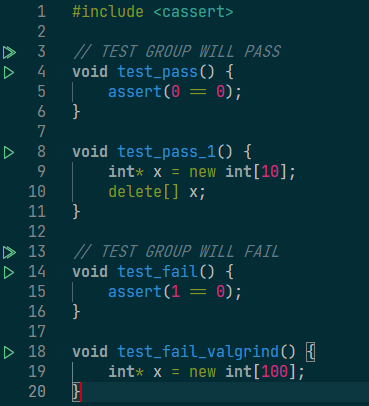 1 #include <cassert>
2
3 // TEST GROUP WILL PASS
4 void test_pass() {
5     assert(0 == 0);
6 }
7
8 void test_pass_1() {
9     int* x = new int[10];
10     delete[] x;
11 }
12
13 // TEST GROUP WILL FAIL
14 void test_fail() {
15     assert(1 == 0);
16 }
17
18 void test_fail_valgrind() {
19     int* x = new int[100];
20 }